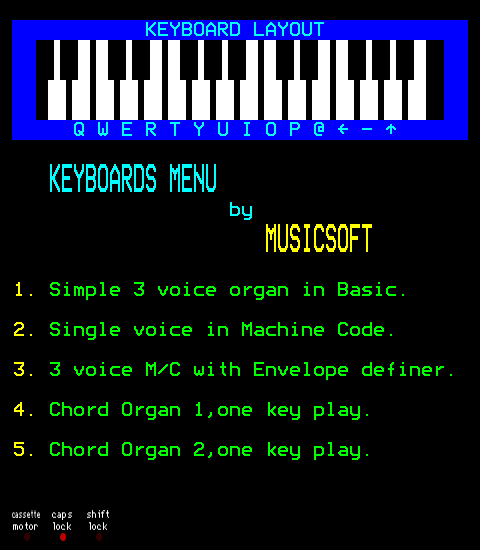 KEYBOARD LAYOUT
Q W E R T Y U I O P @ ← — ↑
KEYBOARDS MENU
by
MUSICSOFT
1. Simple 3 voice organ in Basic.
2. Single voice in Machine Code.
3. 3 voice M/C with Envelope definer.
4. Chord Organ 1,one key play.
5. Chord Organ 2,one key play.
cassette motor caps lock shift lock